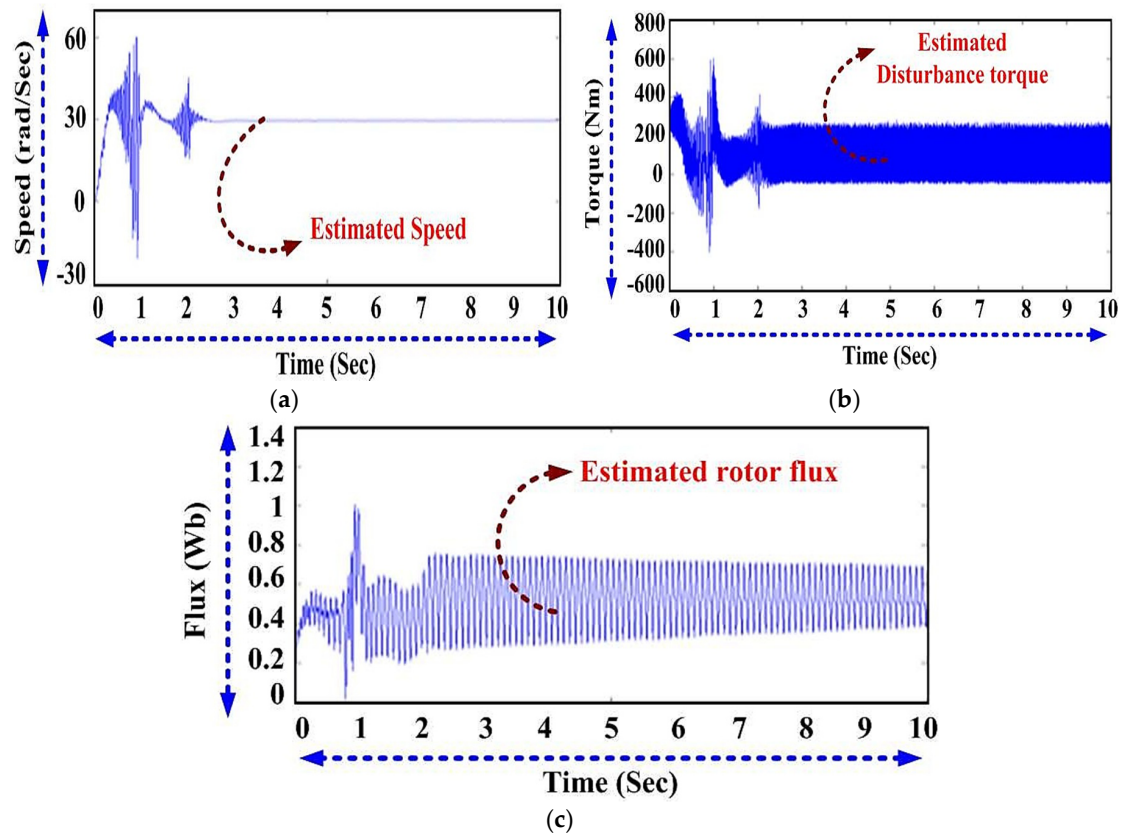 60
30
0
-30
Speed (rad/Sec)
Estimated Speed
0 1 2 3 4 5 6 7 8 9 10
Time (Sec)
(a)
800
600
400
200
0
-200
-400
-600
Torque (Nm)
Estimated
Disturbance torque
0 1 2 3 4 5 6 7 8 9 10
Time (Sec)
(b)
1.4
1.2
1
0.8
0.6
0.4
0.2
0
Flux (Wb)
Estimated rotor flux
0 1 2 3 4 5 6 7 8 9 10
Time (Sec)
(c)